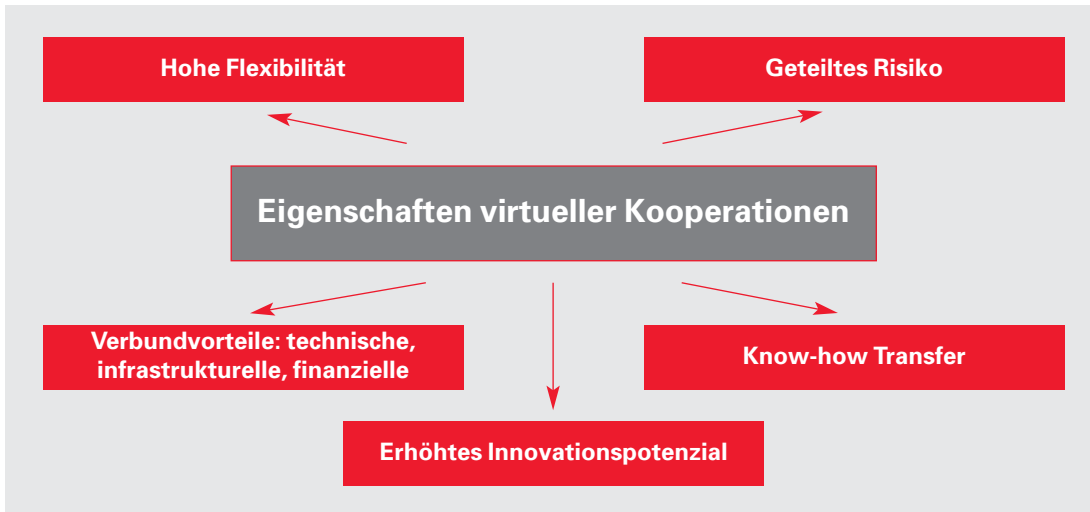 Hohe Flexibilität
Geteiltes Risiko
Eigenschaften virtueller Kooperationen
Verbundvorteile: technische,
infrastrukturelle, finanzielle
Know-how Transfer
Erhöhtes Innovationspotenzial